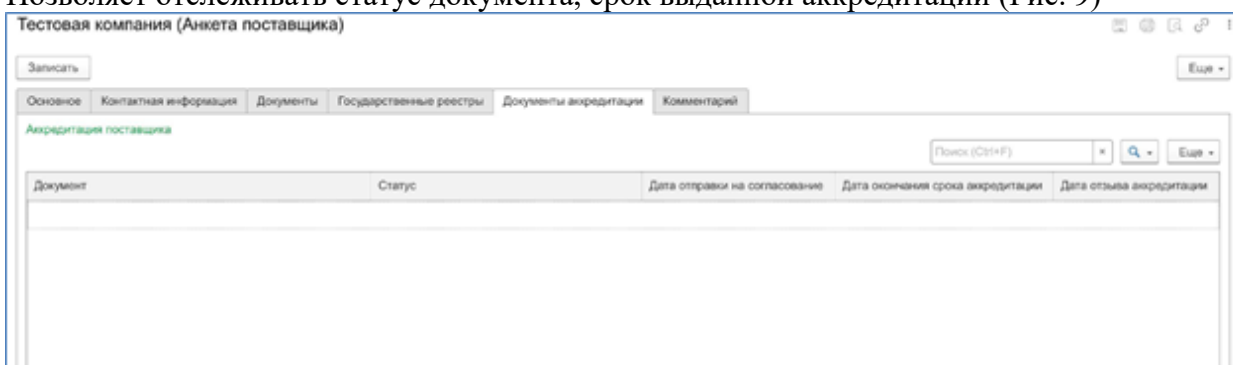 Позволяет отслеживать статус документа, срок выданной аккредитации (Рис. 9)
Тестовая компания (Анкета поставщика)
Записать
Еще
Основное Контактная информация Документы Государственные реестры Документы аккредитации Комментарий
Аккредитация поставщика
Поиск (Ctrl+F) × Еще
Документ Статус Дата отправки на согласование Дата окончания срока аккредитации Дата отзыва аккредитации